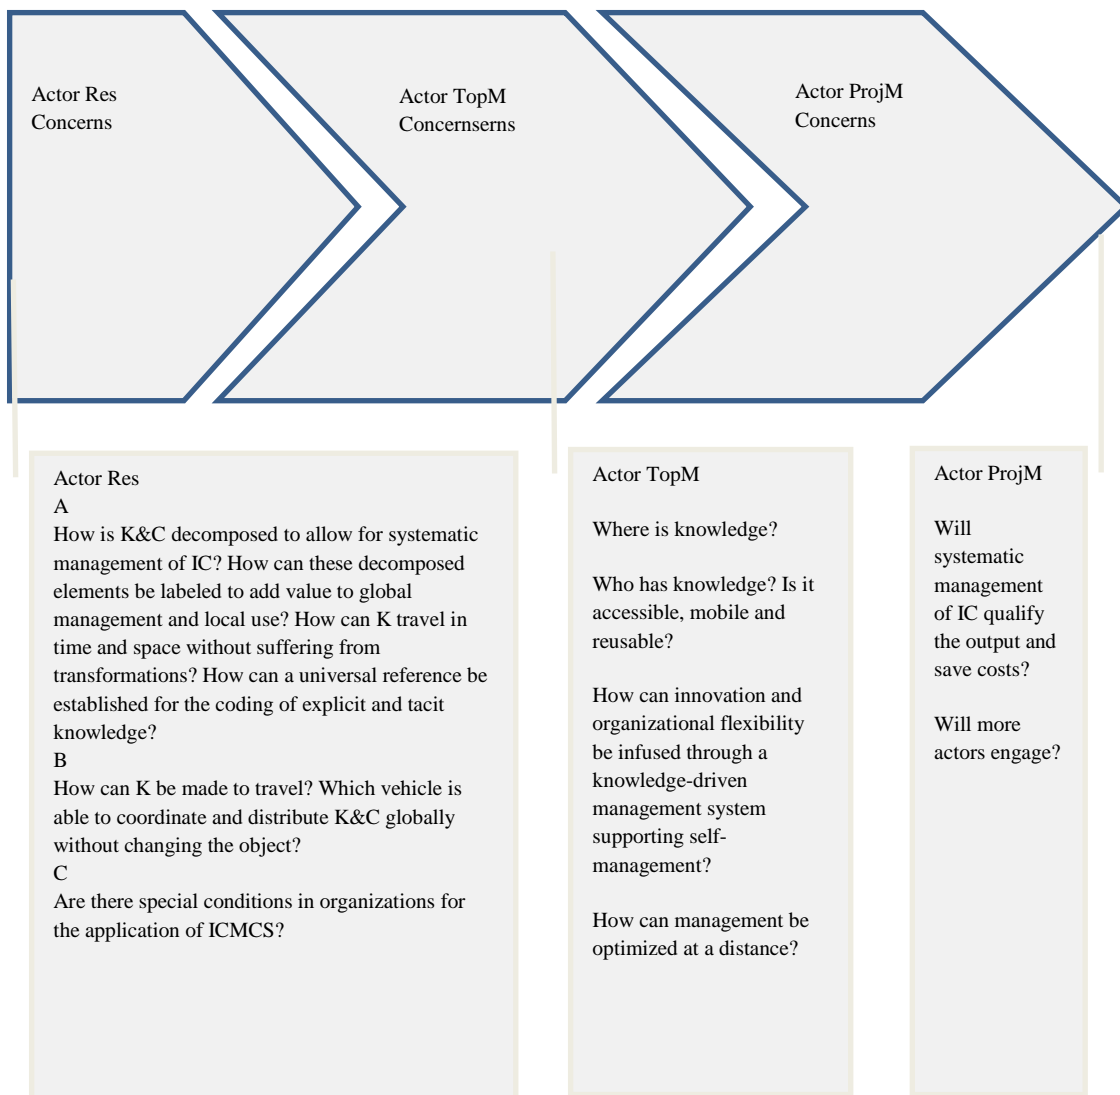 Actor Res
Concerns
Actor TopM
Concernserns
Actor ProjM
Concerns
Actor Res
A
How is K&C decomposed to allow for systematic
management of IC? How can these decomposed
elements be labeled to add value to global
management and local use? How can K travel in
time and space without suffering from
transformations? How can a universal reference be
established for the coding of explicit and tacit
knowledge?
B
How can K be made to travel? Which vehicle is
able to coordinate and distribute K&C globally
without changing the object?
C
Are there special conditions in organizations for
the application of ICMCS?
Actor TopM
Where is knowledge?
Who has knowledge? Is it
accessible, mobile and
reusable?
How can innovation and
organizational flexibility
be infused through a
knowledge-driven
management system
supporting self-
management?
How can management be
optimized at a distance?
Actor ProjM
Will
systematic
management
of IC qualify
the output and
save costs?
Will more
actors engage?